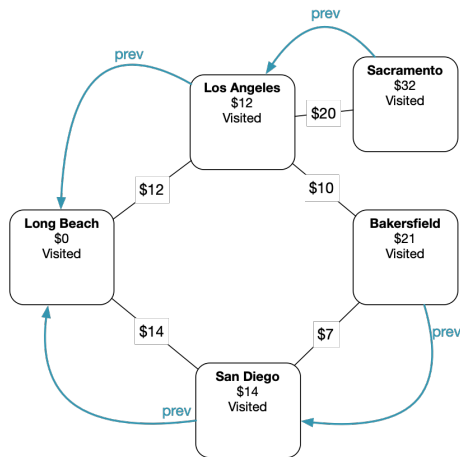 prev
prev
Los Angeles
$12
Visited
Sacramento
$32
Visited
$20
$12
$10
Long Beach
$0
Visited
Bakersfield
$21
Visited
$14
$7
prev
San Diego
$14
Visited
prev